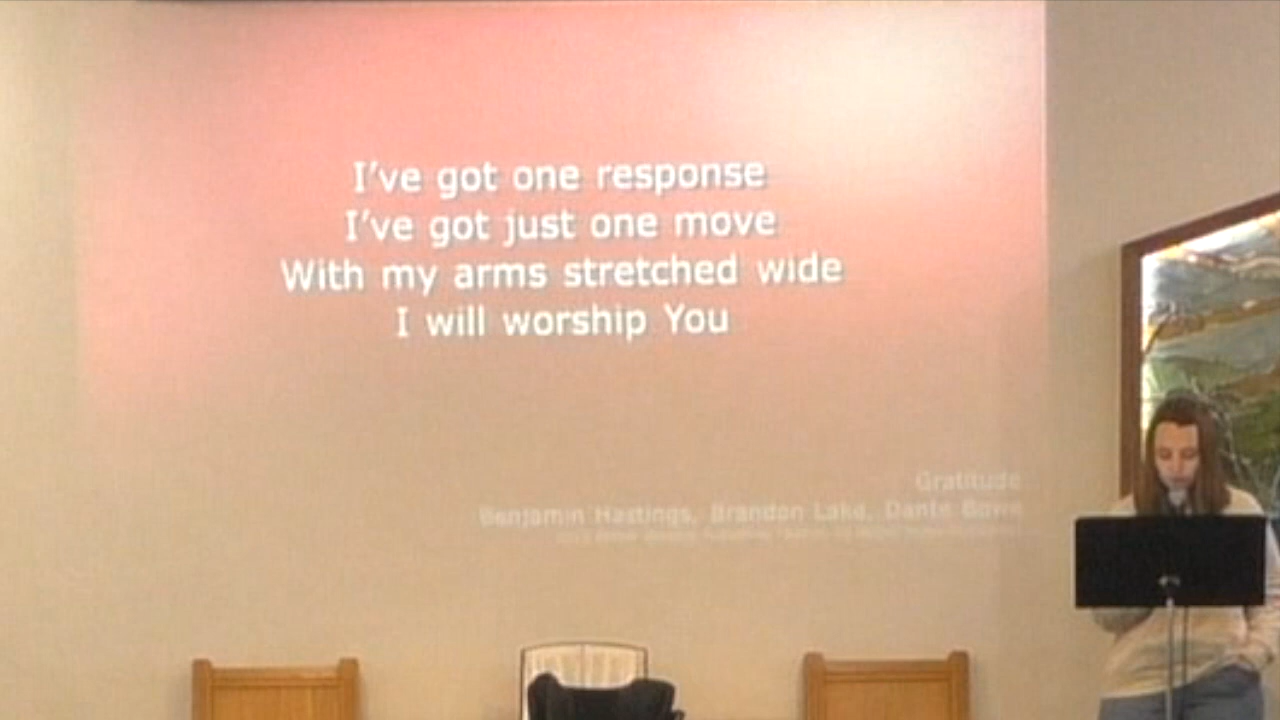 I've got one response
I've got just one move
With my arms stretched wide
I will worship You
Gratitude
Benjamin Hastings, Brandon Lake, Dante Bowe